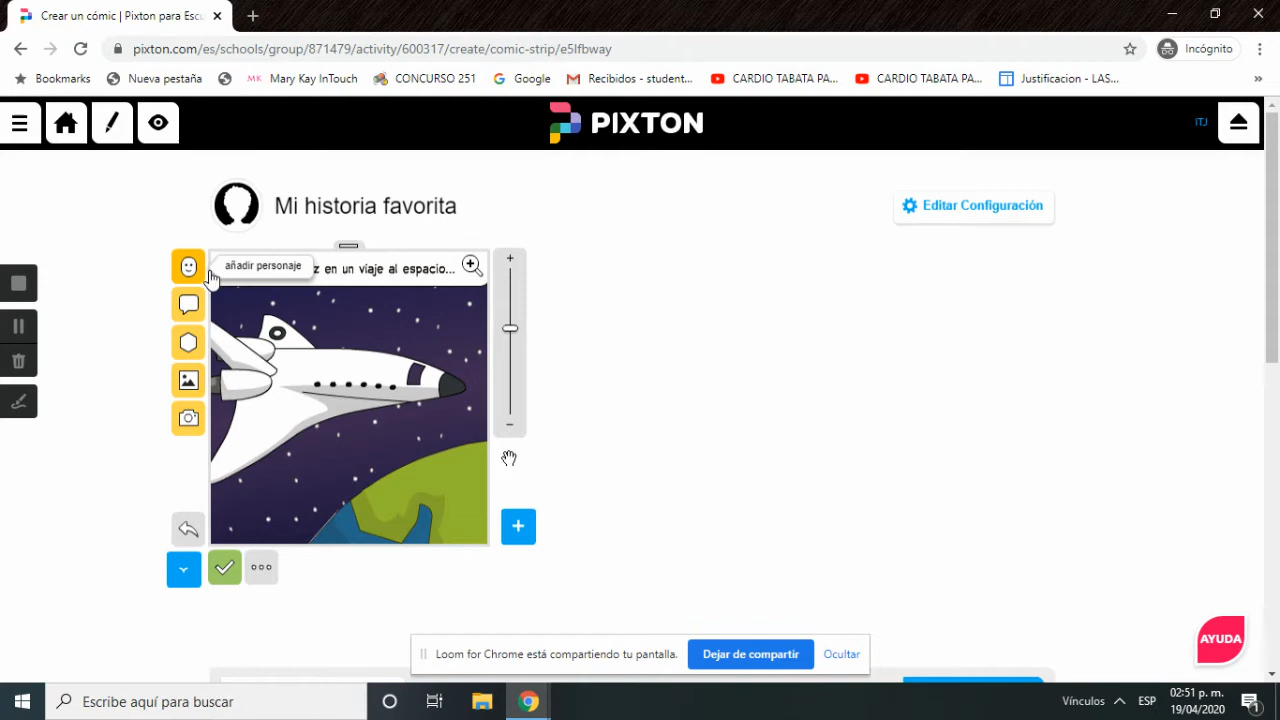 Crear un cómic | Pixton para Escu
pixton.com/es/schools/group/871479/activity/600317/create/comic-strip/e5lfbway
Incógnito
Bookmarks
Nueva pestaña
MK Mary Kay InTouch
CONCURSO 251
Google
Recibidos - student...
CARDIO TABATA PA...
CARDIO TABATA PA...
Justificacion - LAS...
»
PIXTON
ITJ
Mi historia favorita
Editar Configuración
añadir personaje
z en un viaje al espacio...
AYUDA
Loom for Chrome está compartiendo tu pantalla.
Dejar de compartir
Ocultar
Escribe aquí para buscar
Vínculos
ESP
02:51 p. m.
19/04/2020
1